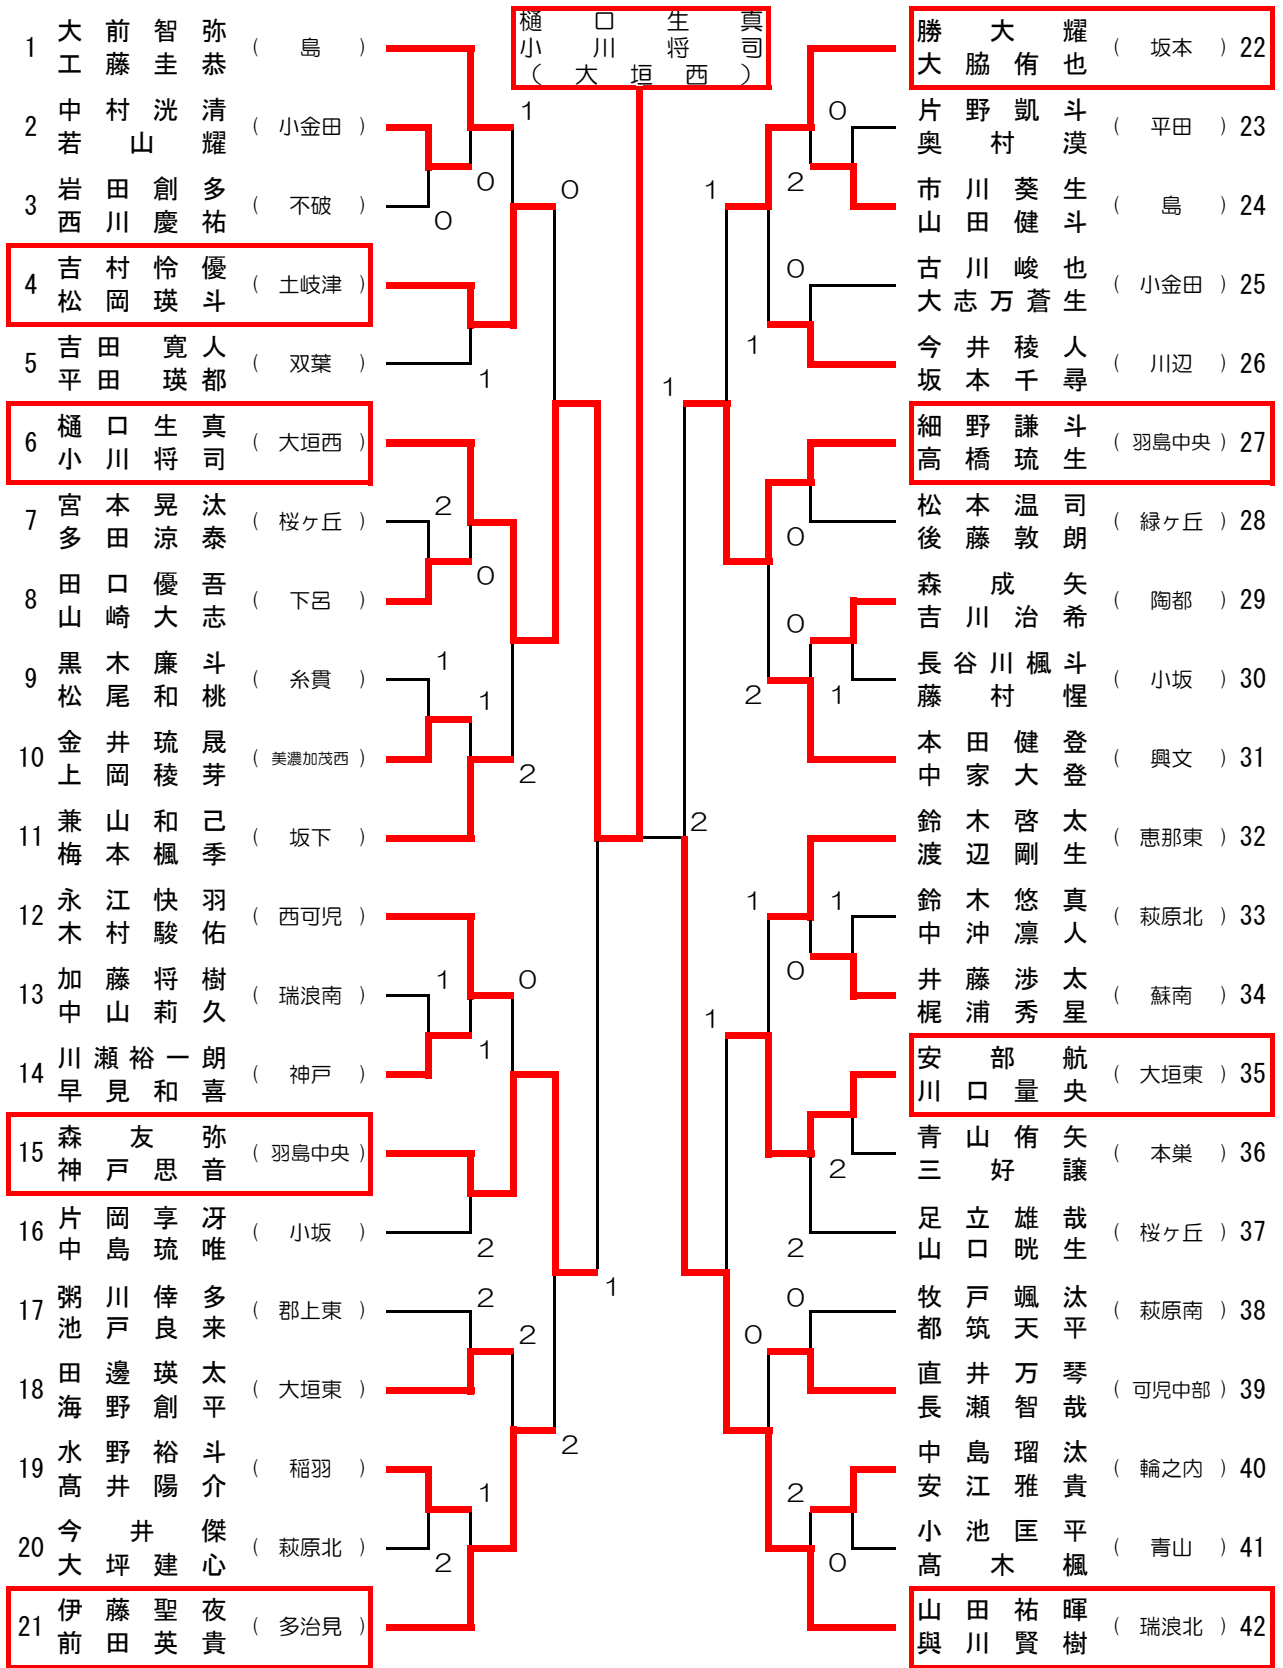 樋口生真
小川将司
（大垣西）
1 大前智弥 （ 島 ）
工藤圭恭
2 中村洸清 （ 小金田 ）
若山耀
3 岩田創多 （ 不破 ）
西川慶祐
4 吉村怜優 （ 土岐津 ）
松岡瑛斗
5 吉田寛人 （ 双葉 ）
平田瑛都
6 樋口生真 （ 大垣西 ）
小川将司
7 宮本晃汰 （ 桜ヶ丘 ）
多田涼泰
8 田口優吾 （ 下呂 ）
山崎大志
9 黒木廉斗 （ 糸貫 ）
松尾和桃
10 金井琉晟 （ 美濃加茂西 ）
上岡稜芽
11 兼山和己 （ 坂下 ）
梅本楓季
12 永江快羽 （ 西可児 ）
木村駿佑
13 加藤将樹 （ 瑞浪南 ）
中山莉久
14 川瀬裕一朗 （ 神戸 ）
早見和喜
15 森友弥 （ 羽島中央 ）
神戸思音
16 片岡享冴 （ 小坂 ）
中島琉唯
17 粥川倖多 （ 郡上東 ）
池戸良来
18 田邊瑛太 （ 大垣東 ）
海野創平
19 水野裕斗 （ 稲羽 ）
髙井陽介
20 今井傑 （ 萩原北 ）
大坪建心
21 伊藤聖夜 （ 多治見 ）
前田英貴
1
0
0
0
1
2
0
1
1
2
1
0
1
2
2
2
1
2
2
1
勝大耀 （ 坂本 ） 22
大脇侑也
片野凱斗 （ 平田 ） 23
奥村漠
市川葵生 （ 島 ） 24
山田健斗
古川峻也 （ 小金田 ） 25
大志万蒼生
今井稜人 （ 川辺 ） 26
坂本千尋
細野謙斗 （ 羽島中央 ） 27
高橋琉生
松本温司 （ 緑ヶ丘 ） 28
後藤敦朗
森成矢 （ 陶都 ） 29
吉川治希
長谷川楓斗 （ 小坂 ） 30
藤村惺
本田健登 （ 興文 ） 31
中家大登
鈴木啓太 （ 恵那東 ） 32
渡辺剛生
鈴木悠真 （ 萩原北 ） 33
中沖凛人
井藤渉太 （ 蘇南 ） 34
梶浦秀星
安部航 （ 大垣東 ） 35
川口量央
青山侑矢 （ 本巣 ） 36
三好譲
足立雄哉 （ 桜ヶ丘 ） 37
山口晄生
牧戸颯汰 （ 萩原南 ） 38
都筑天平
直井万琴 （ 可児中部 ） 39
長瀬智哉
中島瑠汰 （ 輪之内 ） 40
安江雅貴
小池匡平 （ 青山 ） 41
髙木楓
山田祐暉 （ 瑞浪北 ） 42
與川賢樹
0
2
1
0
1
1
0
0
2
1
2
1
1
0
1
2
2
0
0
2
0